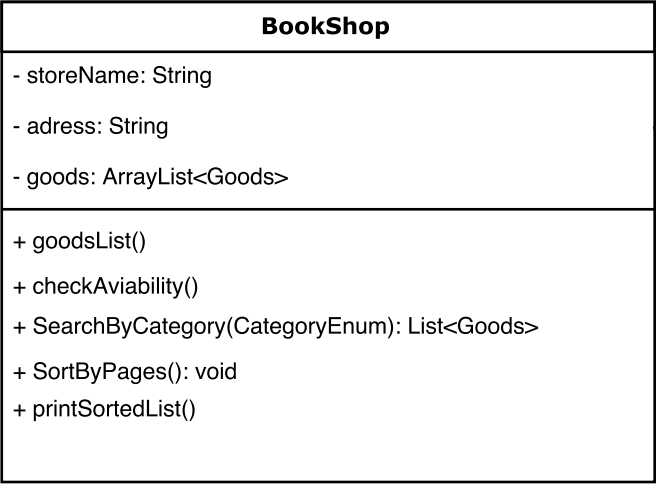 BookShop
- storeName: String
- adress: String
- goods: ArrayList<Goods>
+ goodsList()
+ checkAviability()
+ SearchByCategory(CategoryEnum): List<Goods>
+ SortByPages(): void
+ printSortedList()